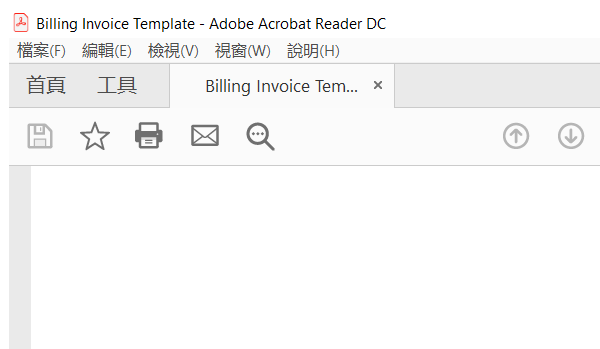 Billing Invoice Template - Adobe Acrobat Reader DC
檔案(F) 編輯(E) 檢視(V) 視窗(W) 說明(H)
首頁 工具 Billing Invoice Tem... ×